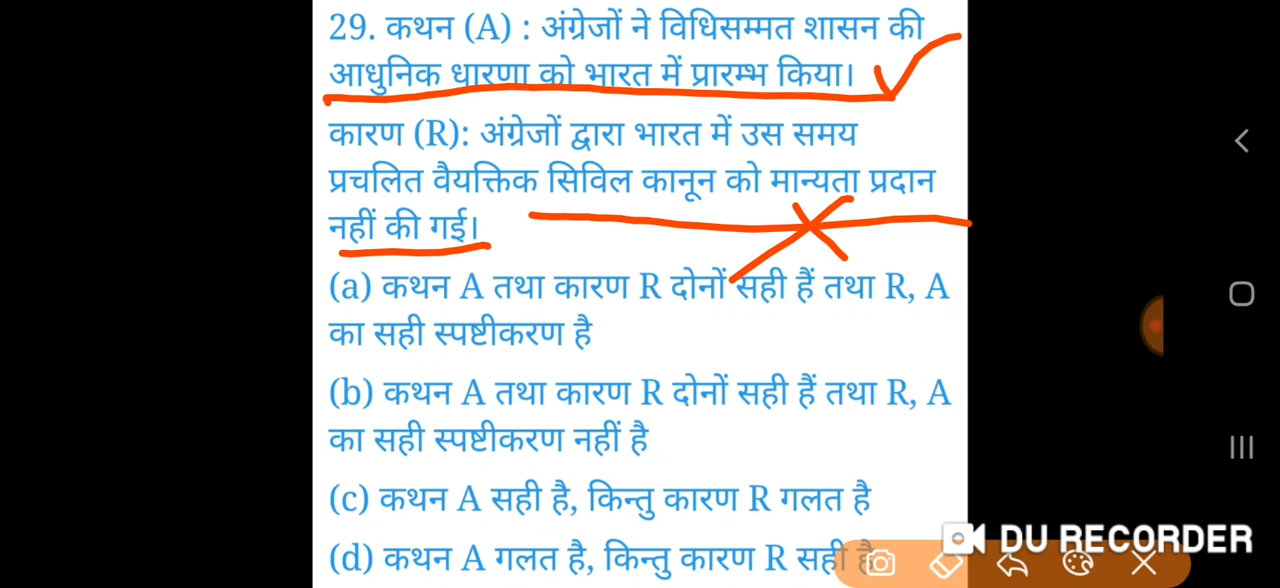 29. कथन (A) : अंग्रेजों ने विधिसम्मत शासन की
आधुनिक धारणा को भारत में प्रारम्भ किया।
कारण (R): अंग्रेजों द्वारा भारत में उस समय
प्रचलित वैयक्तिक सिविल कानून को मान्यता प्रदान
नहीं की गई।
(a) कथन A तथा कारण R दोनों सही हैं तथा R, A
का सही स्पष्टीकरण है
(b) कथन A तथा कारण R दोनों सही हैं तथा R, A
का सही स्पष्टीकरण नहीं है
(c) कथन A सही है, किन्तु कारण R गलत है
(d) कथन A गलत है, किन्तु कारण R सही है
DU RECORDER